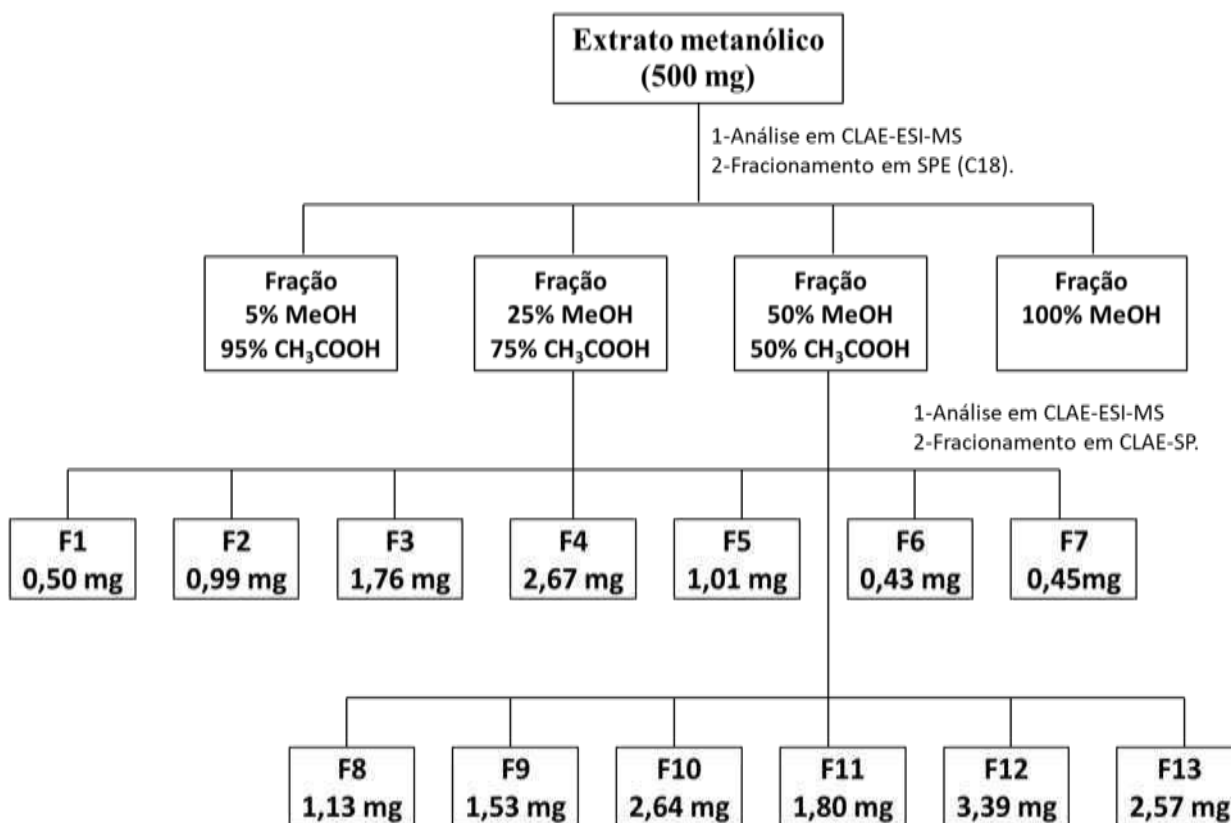 Extrato metanólico
(500 mg)
1-Análise em CLAE-ESI-MS
2-Fracionamento em SPE (C18).
Fração
5% MeOH
95% CH₃COOH
Fração
25% MeOH
75% CH₃COOH
Fração
50% MeOH
50% CH₃COOH
Fração
100% MeOH
1-Análise em CLAE-ESI-MS
2-Fracionamento em CLAE-SP.
F1
0,50 mg
F2
0,99 mg
F3
1,76 mg
F4
2,67 mg
F5
1,01 mg
F6
0,43 mg
F7
0,45mg
F8
1,13 mg
F9
1,53 mg
F10
2,64 mg
F11
1,80 mg
F12
3,39 mg
F13
2,57 mg